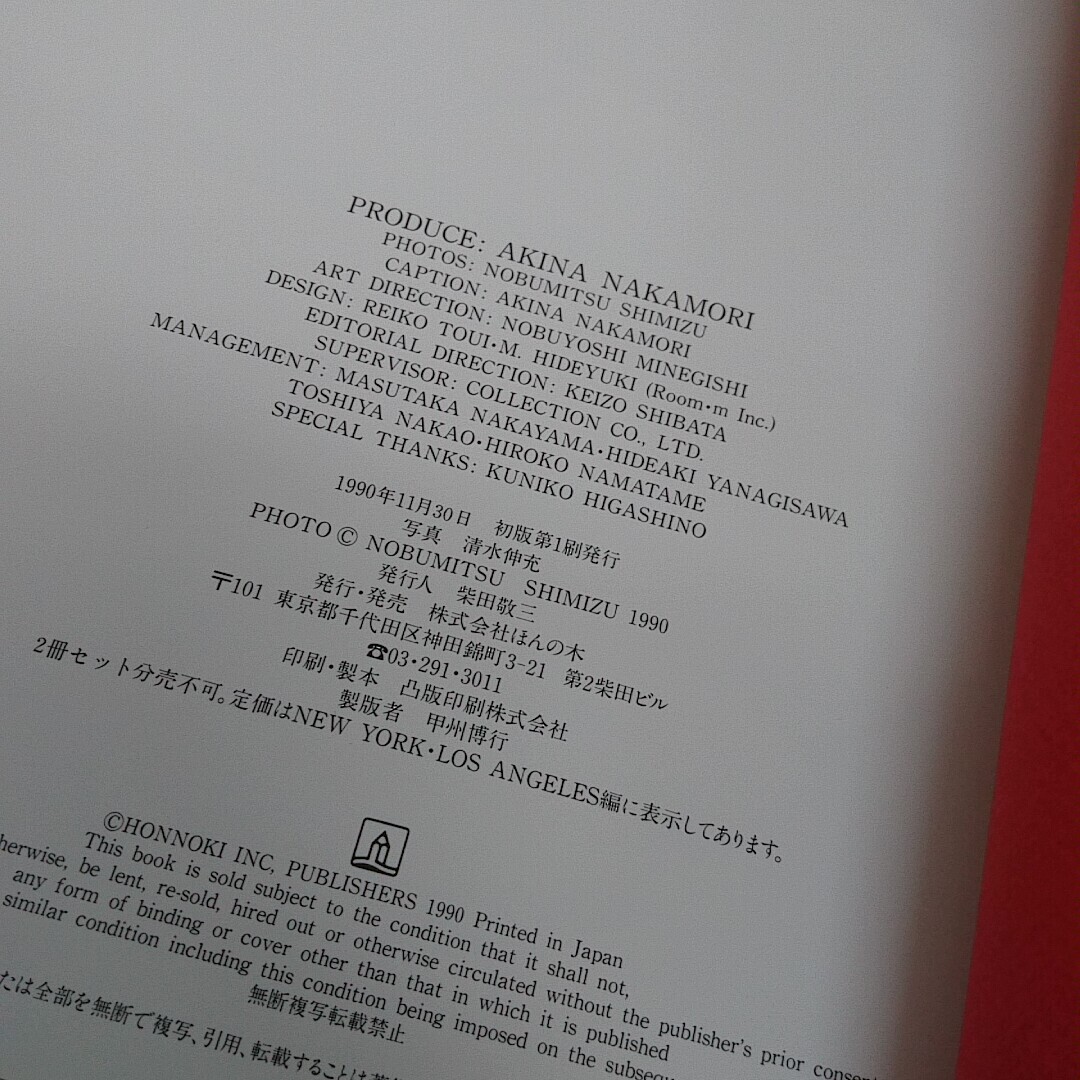 PRODUCE: AKINA NAKAMORI
PHOTOS: NOBUMITSU SHIMIZU
CAPTION: AKINA NAKAMORI
ART DIRECTION: NOBUYOSHI MINEGISHI
DESIGN: REIKO TOUI・M. HIDEYUKI (Room・m Inc.)
EDITORIAL DIRECTION: KEIZO SHIBATA
SUPERVISOR: COLLECTION CO., LTD.
MANAGEMENT: MASUTAKA NAKAYAMA・HIDEAKI YANAGISAWA
TOSHIYA NAKAO・HIROKO NAMATAME
SPECIAL THANKS: KUNIKO HIGASHINO
1990年11月30日 初版第1刷発行
写真 清水伸充
PHOTO © NOBUMITSU SHIMIZU 1990
発行人 柴田敬三
発行・発売 株式会社ほんの木
〒101 東京都千代田区神田錦町3-21 第2柴田ビル
☎03・291・3011
印刷・製本 凸版印刷株式会社
製版者 甲州博行
2冊セット分売不可。定価はNEW YORK・LOS ANGELES編に表示してあります。
©HONNOKI INC, PUBLISHERS 1990 Printed in Japan
This book is sold subject to the condition that it shall not,
herwise, be lent, re-sold, hired out or otherwise circulated without the publisher's prior consen
any form of binding or cover other than that in which it is published
similar condition including this condition being imposed on the subsequ
無断複写転載禁止
たは全部を無断で複写、引用、転載することは